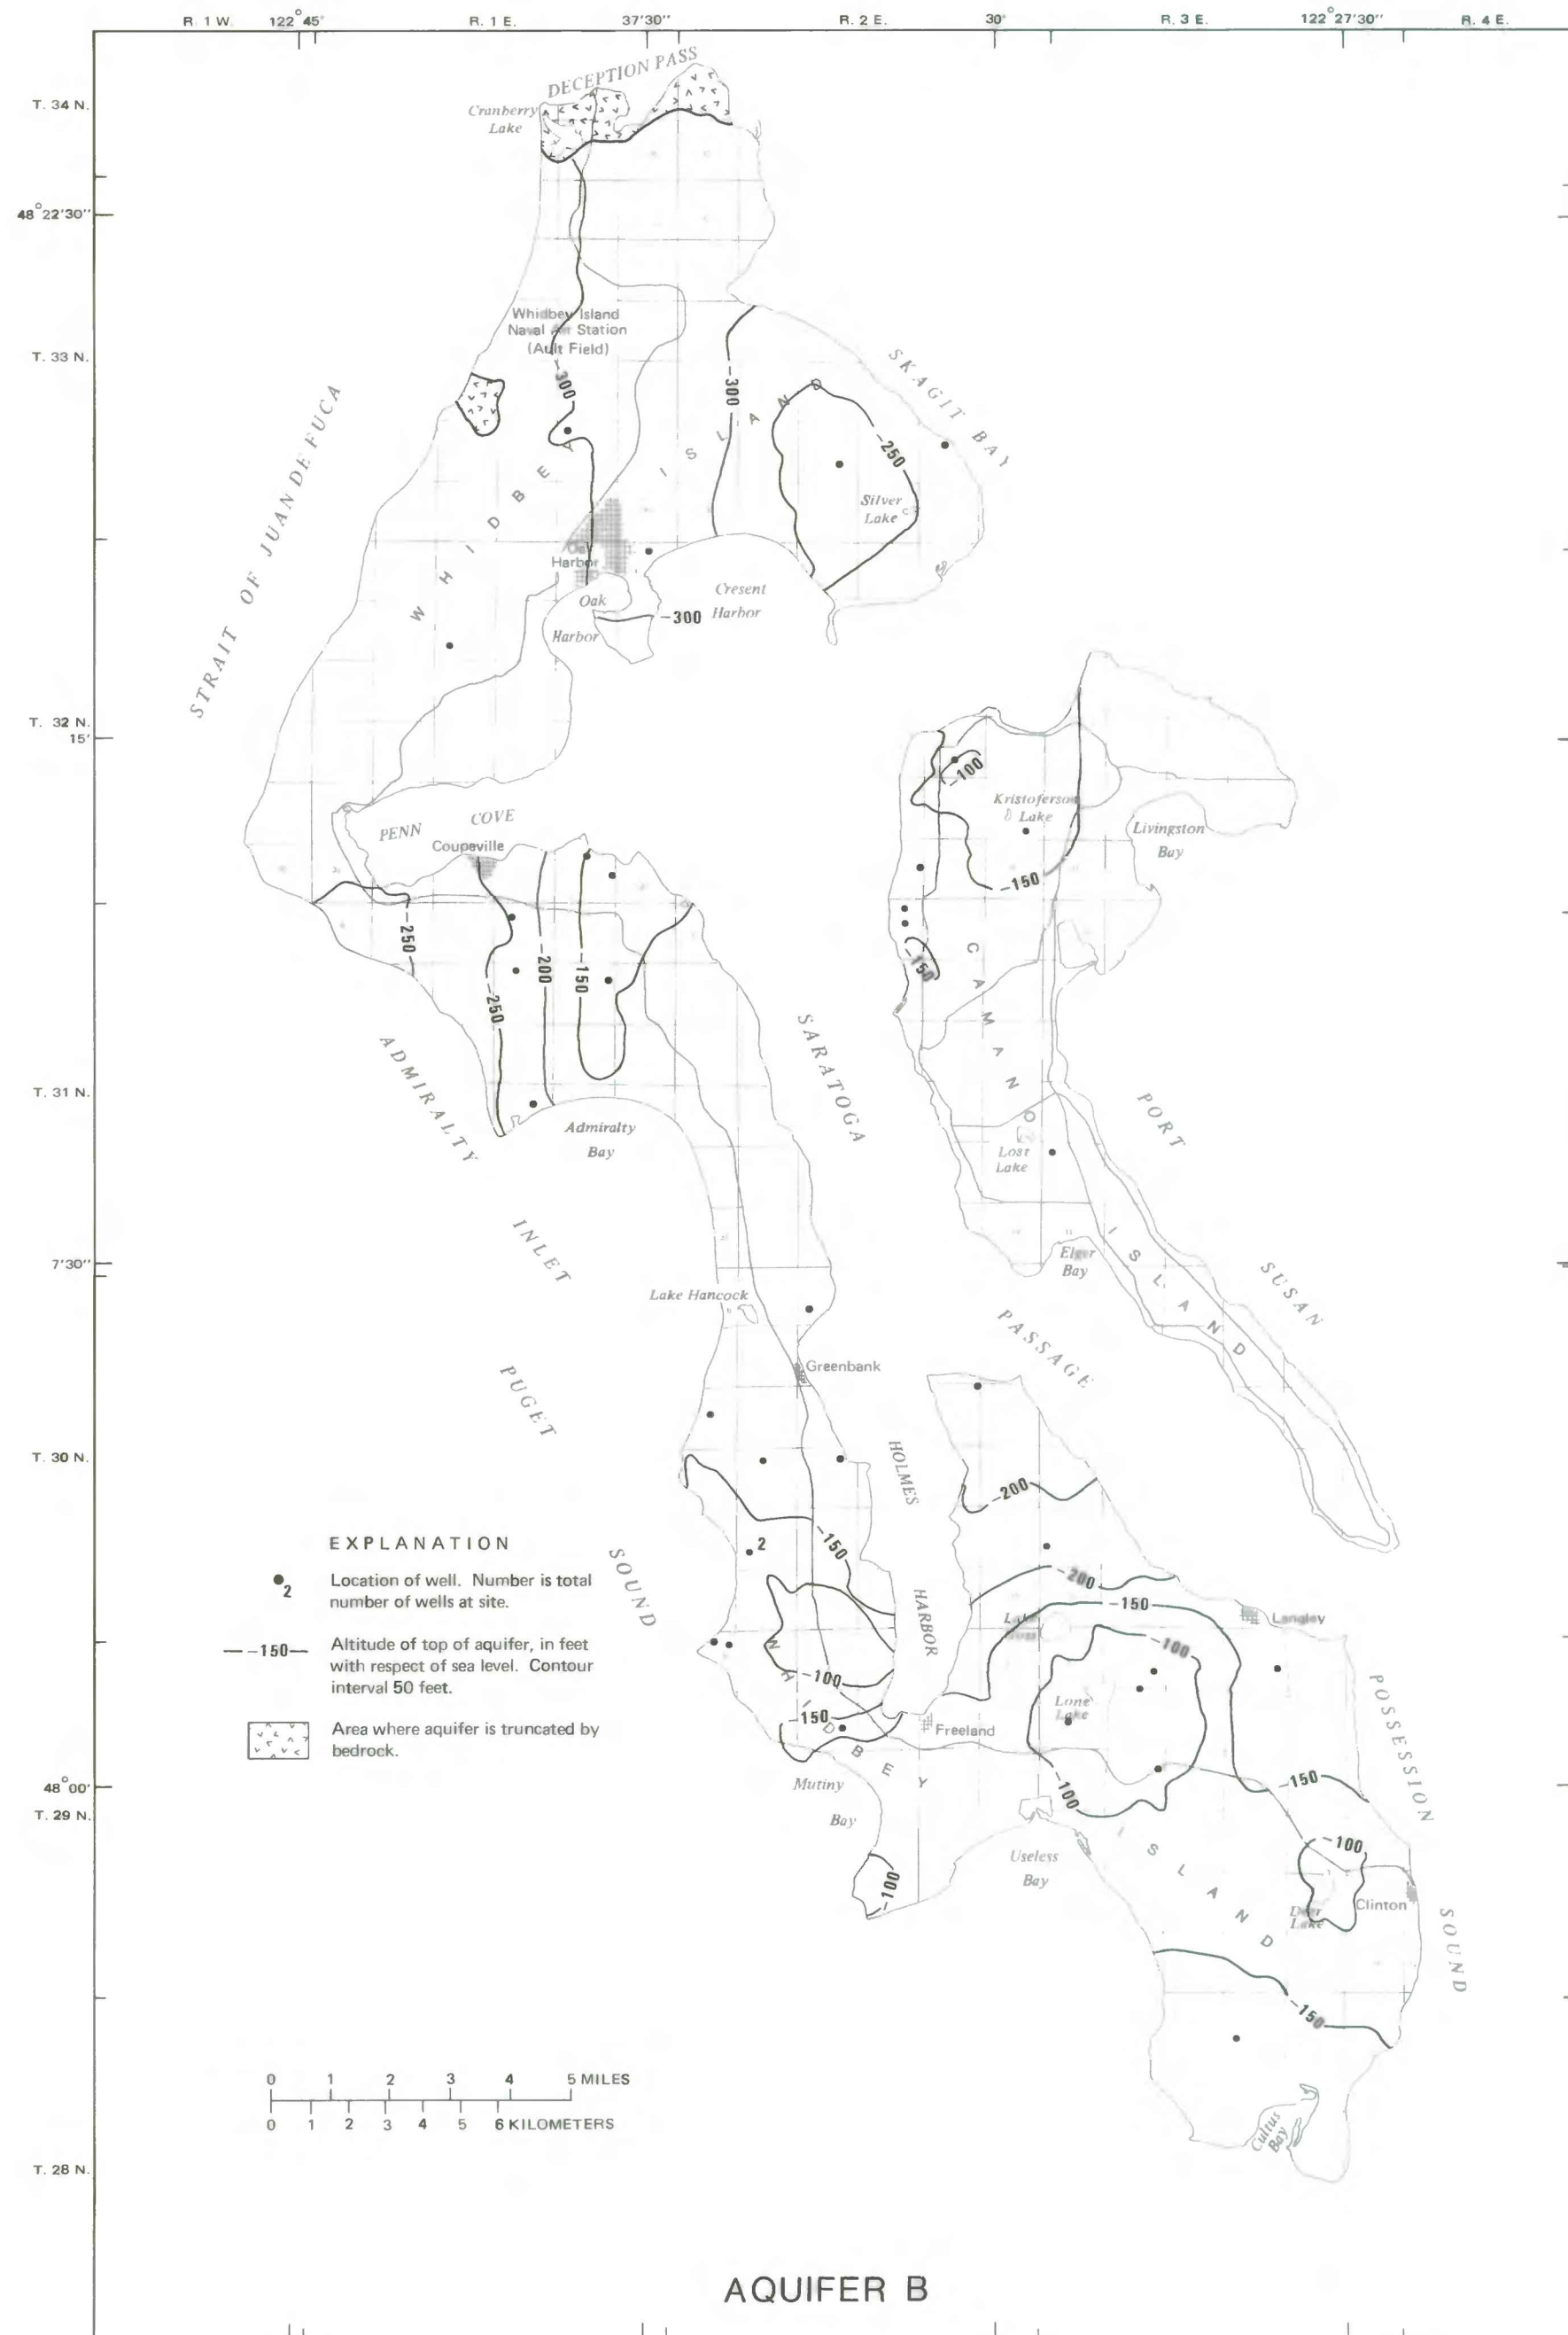 R. 1 W.
122°45'
R. 1 E.
37'30''
R. 2 E.
30'
R. 3 E.
122°27'30''
R. 4 E.
T. 34 N.
48°22'30''
T. 33 N.
T. 32 N.
15'
T. 31 N.
7'30''
T. 30 N.
48°00'
T. 29 N.
T. 28 N.
DECEPTION PASS
Cranberry
Lake
Whidbey Island
Naval Air Station
(Ault Field)
SKAGIT BAY
STRAIT OF JUAN DE FUCA
-300
-300
-250
Silver
Lake
WHIDBEY ISLAND
Oak
Harbor
Oak
Harbor
-300
Cresent
Harbor
PENN COVE
Coupeville
-250
-250
-200
-150
ADMIRALTY INLET
Admiralty
Bay
SARATOGA PASSAGE
-100
Kristoferson
Lake
Livingston
Bay
-150
-150
CAMANO ISLAND
Lost
Lake
Elger
Bay
PORT SUSAN
Lake Hancock
Greenbank
PUGET SOUND
HOLMES HARBOR
-200
-150
2
-200
-150
Lake
Goss
Langley
-100
-100
-150
Lone
Lake
Freeland
WHIDBEY ISLAND
Mutiny
Bay
-100
-150
-100
Useless
Bay
-100
Deer
Lake
Clinton
POSSESSION SOUND
-150
Cultus
Bay
EXPLANATION
2
Location of well. Number is total
number of wells at site.
-150
Altitude of top of aquifer, in feet
with respect of sea level. Contour
interval 50 feet.
Area where aquifer is truncated by
bedrock.
0 1 2 3 4 5 MILES
0 1 2 3 4 5 6 KILOMETERS
AQUIFER B